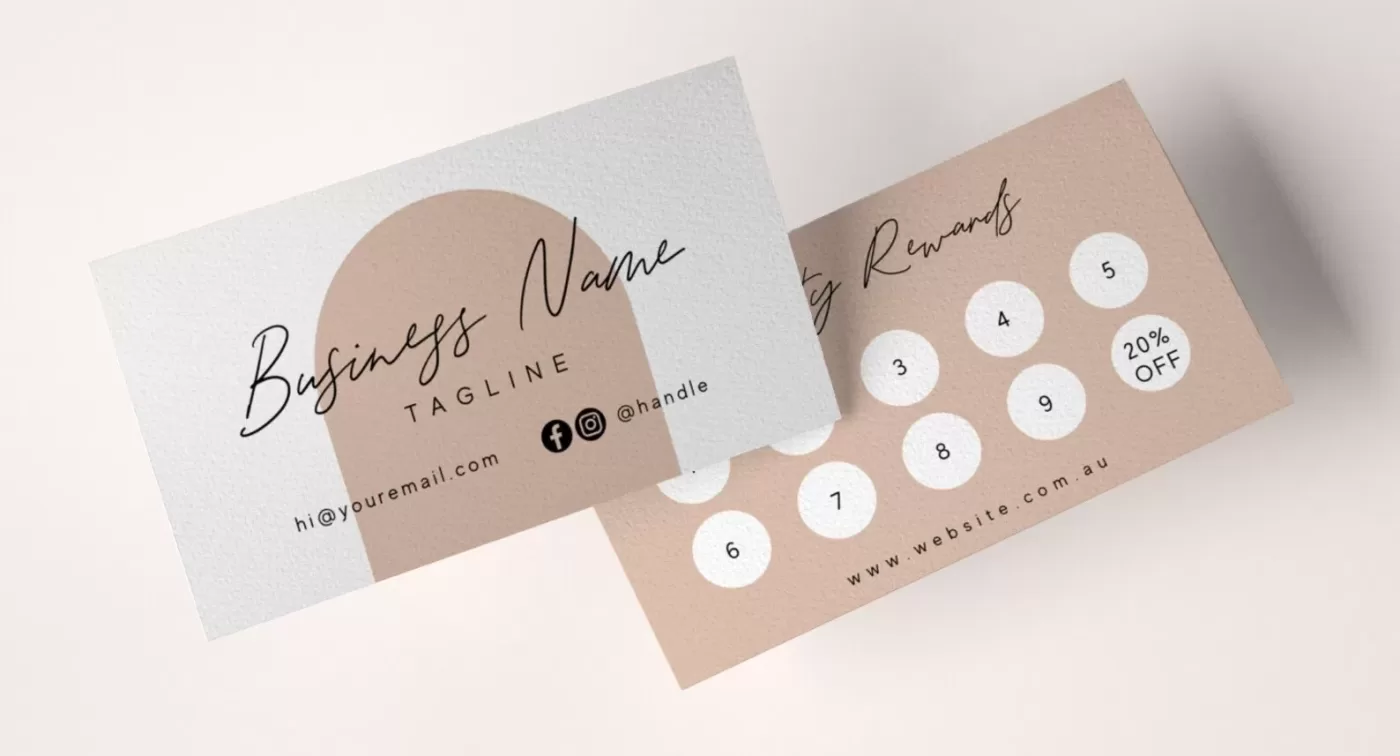 Business Name
TAGLINE
hi@youremail.com
@handle
Rewards
3
4
5
6
7
8
9
20%
OFF
www.website.com.au